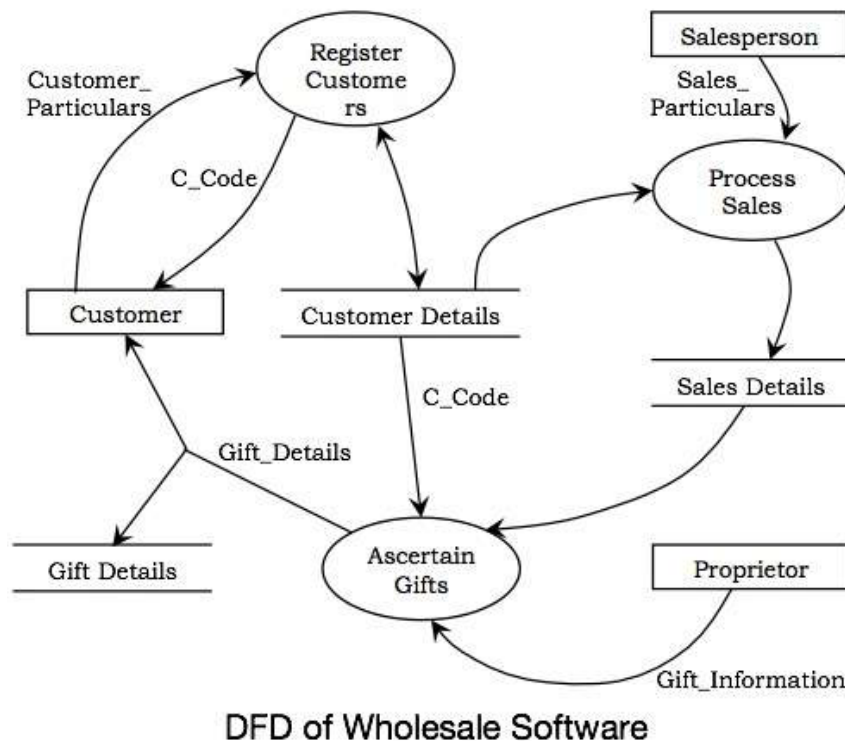 Register
Custome
rs
Salesperson
Customer_
Particulars
Sales_
Particulars
C_Code
Process
Sales
Customer
Customer Details
Sales Details
C_Code
Gift_Details
Gift Details
Ascertain
Gifts
Proprietor
Gift_Information
DFD of Wholesale Software